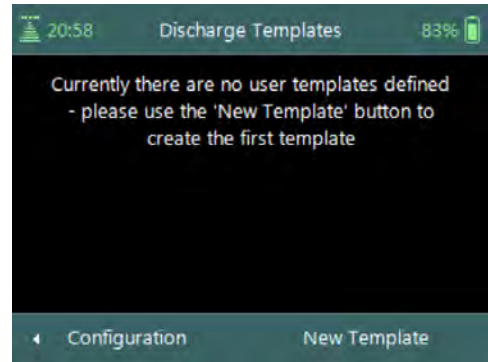 20:58 Discharge Templates 83%
Currently there are no user templates defined
- please use the 'New Template' button to
create the first template
Configuration New Template